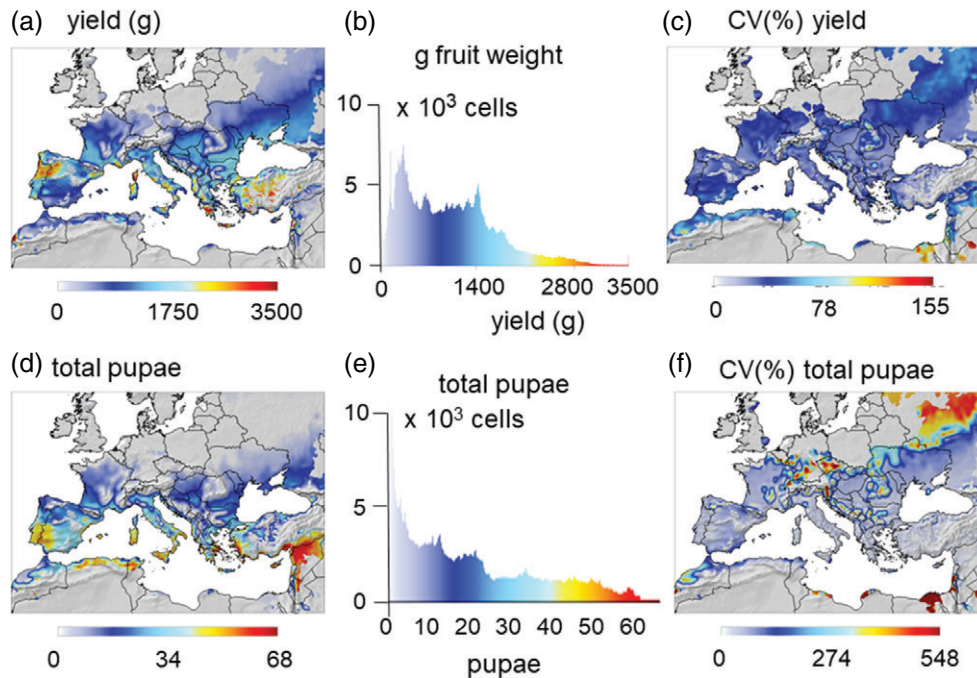 (a) yield (g)
(b)
g fruit weight
x 10³ cells
10
5
0
0 1400 2800 3500
yield (g)
(c) CV(%) yield
0 1750 3500
0 78 155
(d) total pupae
(e)
total pupae
x 10³ cells
10
5
0
0 10 20 30 40 50 60
pupae
(f) CV(%) total pupae
0 34 68
0 274 548